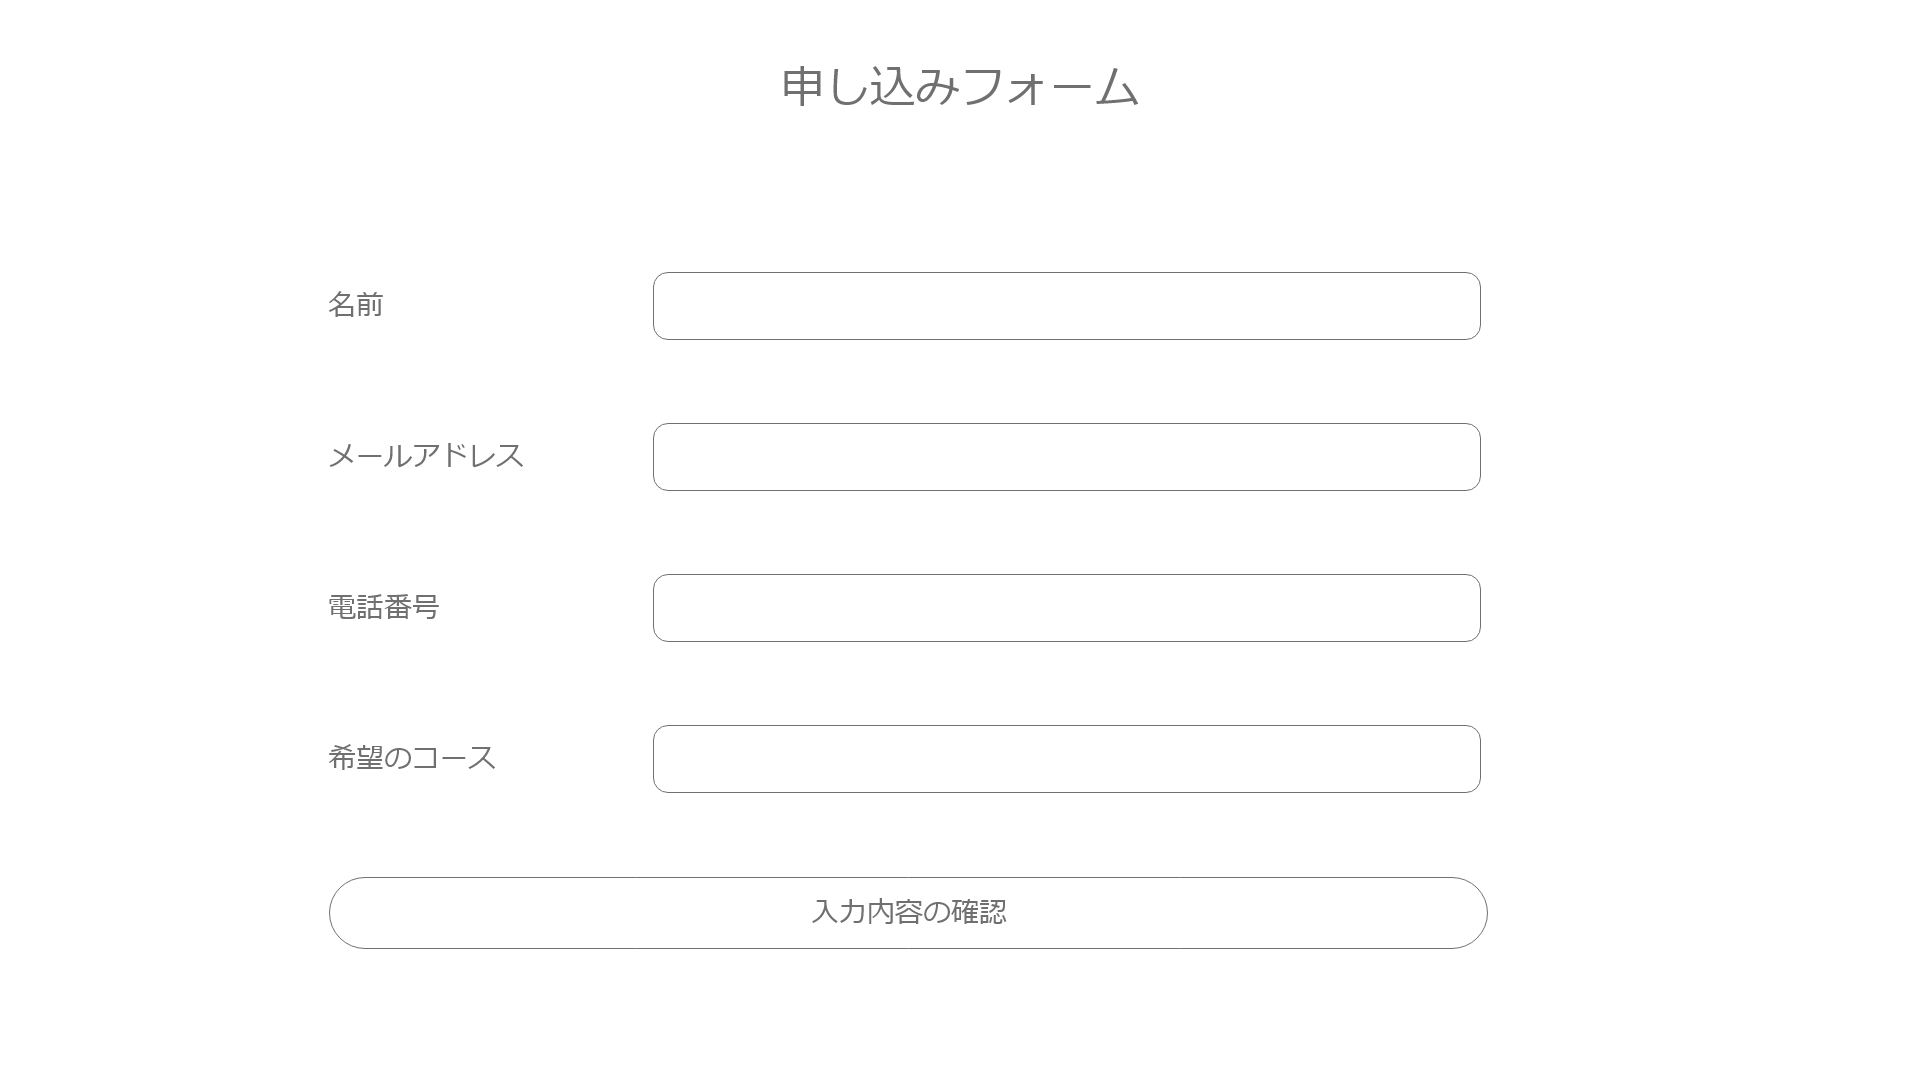 申し込みフォーム
名前
メールアドレス
電話番号
希望のコース
入力内容の確認